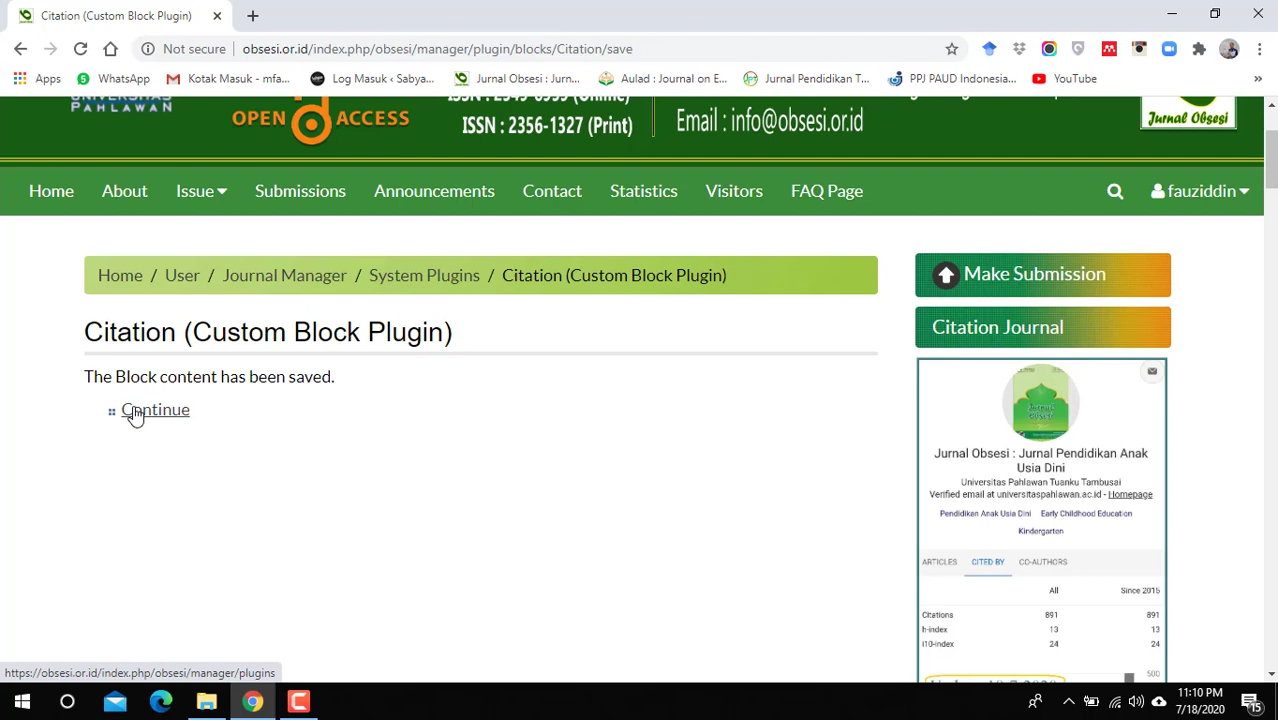 Citation (Custom Block Plugin)
Not secure
obsesi.or.id/index.php/obsesi/manager/plugin/blocks/Citation/save
Apps
WhatsApp
Kotak Masuk - mfa...
Log Masuk - Sabya...
Jurnal Obsesi : Jurn...
Aulad : Journal on E...
Jurnal Pendidikan T...
PPJ PAUD Indonesia...
YouTube
»
UNIVERSITAS
PAHLAWAN
OPEN ACCESS
ISSN : 2356-1327 (Print)
Email : info@obsesi.or.id
Jurnal Obsesi
Home
About
Issue
Submissions
Announcements
Contact
Statistics
Visitors
FAQ Page
fauziddin
Home / User / Journal Manager / System Plugins / Citation (Custom Block Plugin)
Make Submission
Citation (Custom Block Plugin)
The Block content has been saved.
Continue
Citation Journal
Jurnal Obsesi : Jurnal Pendidikan Anak
Usia Dini
Universitas Pahlawan Tuanku Tambusai
Verified email at universitaspahlawan.ac.id - Homepage
Pendidikan Anak Usia Dini Early Childhood Education
Kindergarten
ARTICLES CITED BY CO-AUTHORS
All Since 2015
Citations 891 891
h-index 13 13
i10-index 24 24
500
https://obsesi.or.id/index.php/obsesi/manager/plugins
11:10 PM
7/18/2020
15